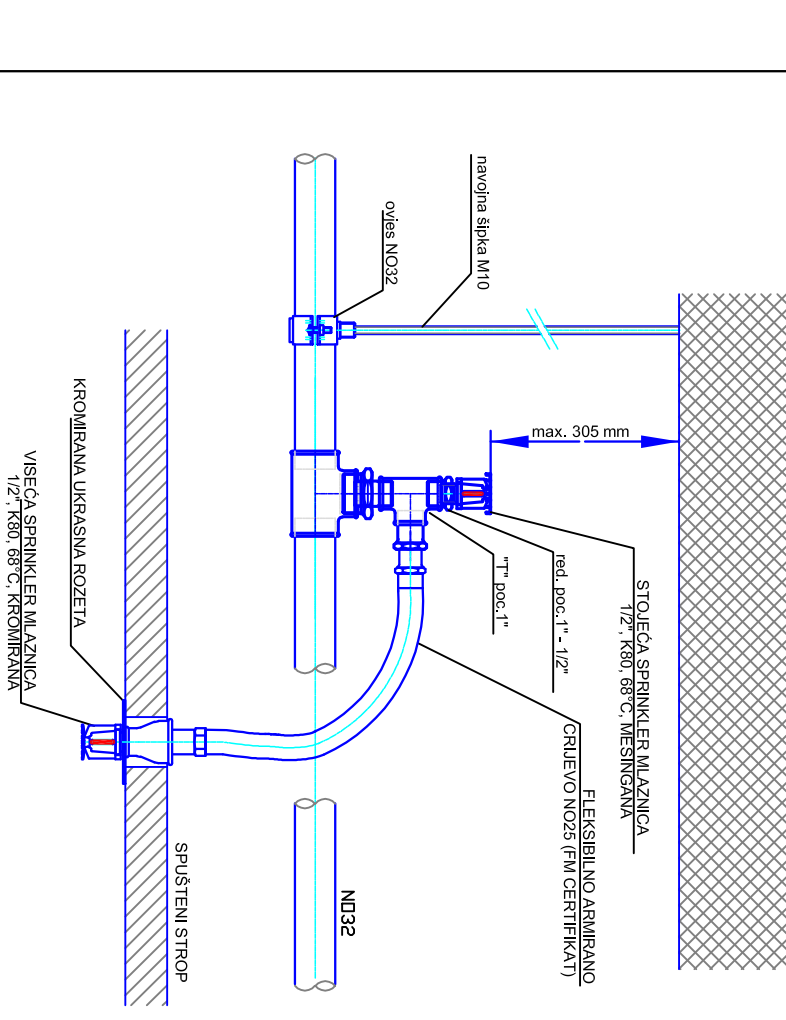 navojna šipka M10
ovjes NO32
max. 305 mm
STOJEĆA SPRINKLER MLAZNICA
1/2", K80, 68°C, MESINGANA
red. poc.1" - 1/2"
"T" poc.1"
FLEKSIBILNO ARMIRANO
CRIJEVO NO25 (FM CERTIFIKAT)
NO32
SPUŠTENI STROP
KROMIRANA UKRASNA ROZETA
VISEĆA SPRINKLER MLAZNICA
1/2", K80, 68°C, KROMIRANA